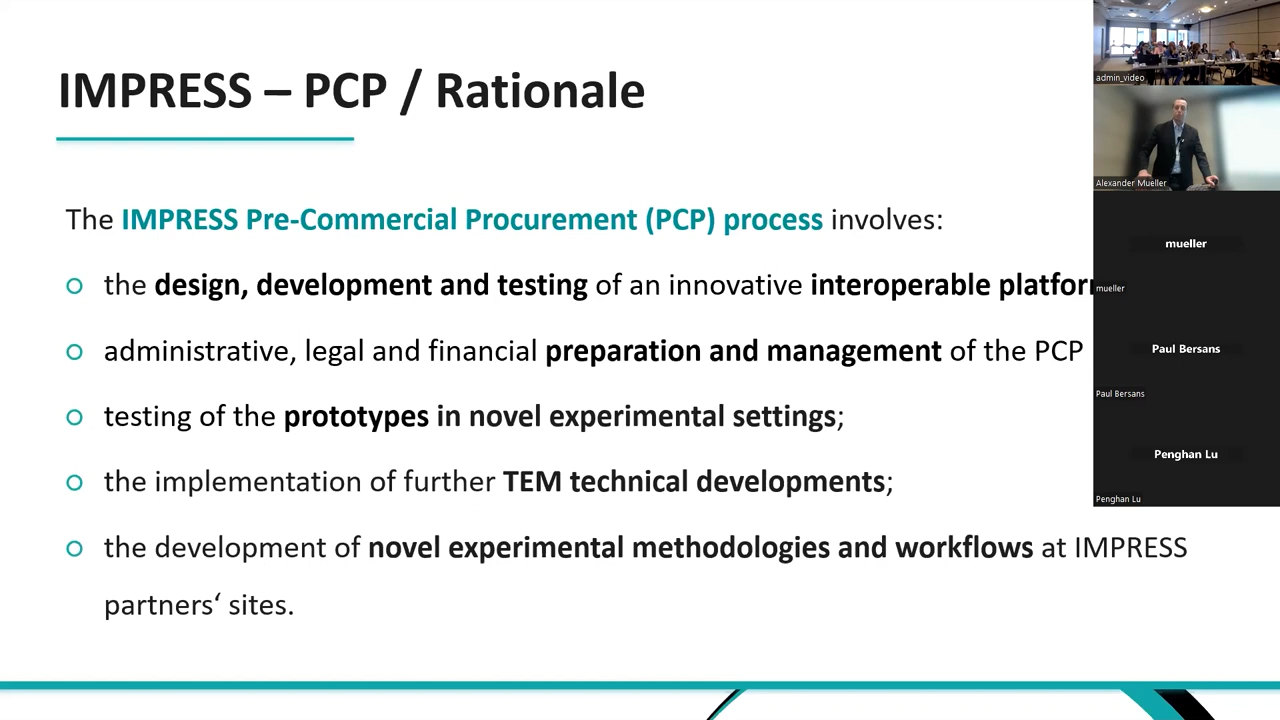 IMPRESS – PCP / Rationale
The IMPRESS Pre-Commercial Procurement (PCP) process involves:
the design, development and testing of an innovative interoperable
administrative, legal and financial preparation and management of the PCP
testing of the prototypes in novel experimental settings;
the implementation of further TEM technical developments;
the development of novel experimental methodologies and workflows at IMPRESS
partners‘ sites.
admin_video
Alexander Mueller
mueller
mueller
Paul Bersans
Paul Bersans
Penghan Lu
Penghan Lu